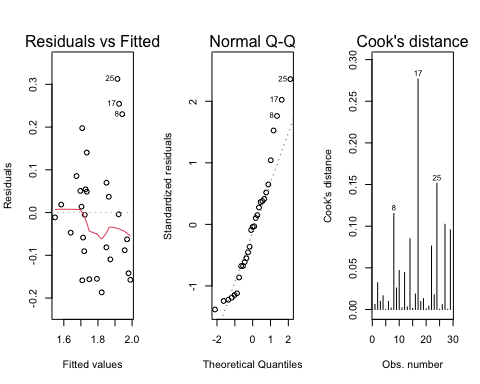 Residuals vs Fitted
Residuals
-0.2 -0.1 0.0 0.1 0.2 0.3
25
17
8
1.6 1.8 2.0
Fitted values
Normal Q-Q
Standardized residuals
-1 0 1 2
25
17
8
-2 -1 0 1 2
Theoretical Quantiles
Cook's distance
Cook's distance
0.00 0.05 0.10 0.15 0.20 0.25 0.30
17
25
8
0 10 20 30
Obs. number